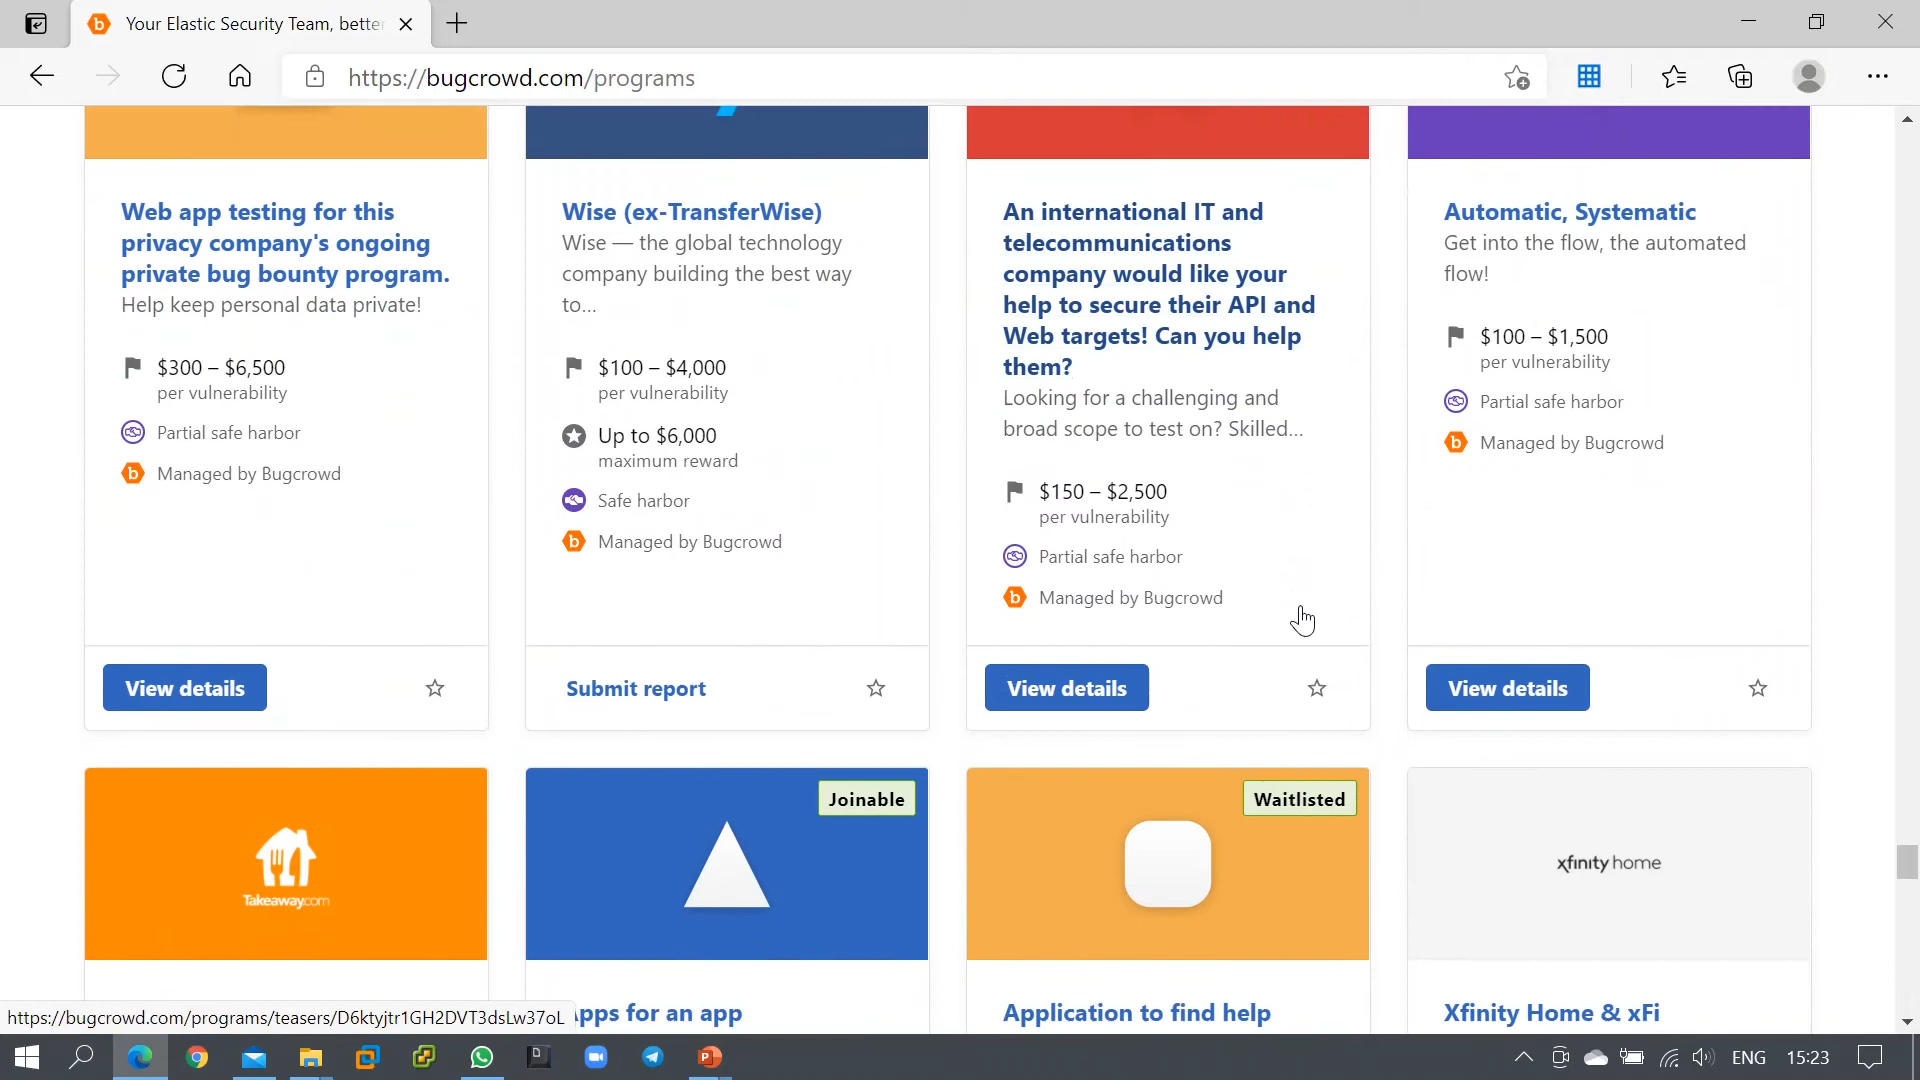 Your Elastic Security Team, bette
https://bugcrowd.com/programs
Web app testing for this
privacy company's ongoing
private bug bounty program.
Help keep personal data private!
$300 – $6,500
per vulnerability
Partial safe harbor
Managed by Bugcrowd
View details
Wise (ex-TransferWise)
Wise — the global technology
company building the best way
to...
$100 – $4,000
per vulnerability
Up to $6,000
maximum reward
Safe harbor
Managed by Bugcrowd
Submit report
An international IT and
telecommunications
company would like your
help to secure their API and
Web targets! Can you help
them?
Looking for a challenging and
broad scope to test on? Skilled...
$150 – $2,500
per vulnerability
Partial safe harbor
Managed by Bugcrowd
View details
Automatic, Systematic
Get into the flow, the automated
flow!
$100 – $1,500
per vulnerability
Partial safe harbor
Managed by Bugcrowd
View details
Takeaway.com
Joinable
Apps for an app
Waitlisted
Application to find help
xfinity home
Xfinity Home & xFi
https://bugcrowd.com/programs/teasers/D6ktyjtr1GH2DVT3dsLw37oL
ENG
15:23